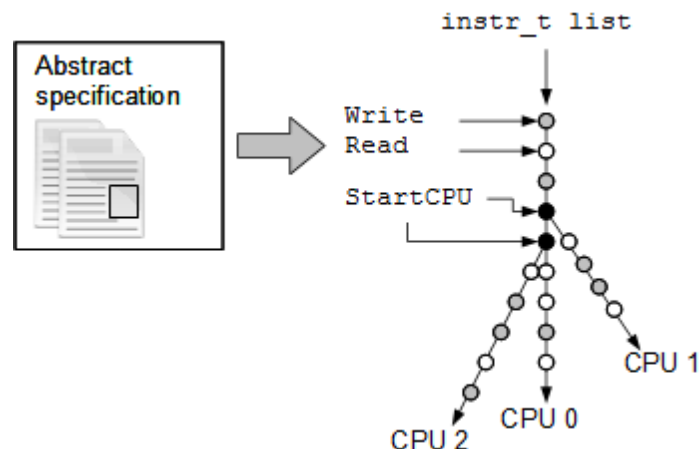 instr_t list
Abstract
specification
Write
Read
StartCPU
CPU 1
CPU 0
CPU 2